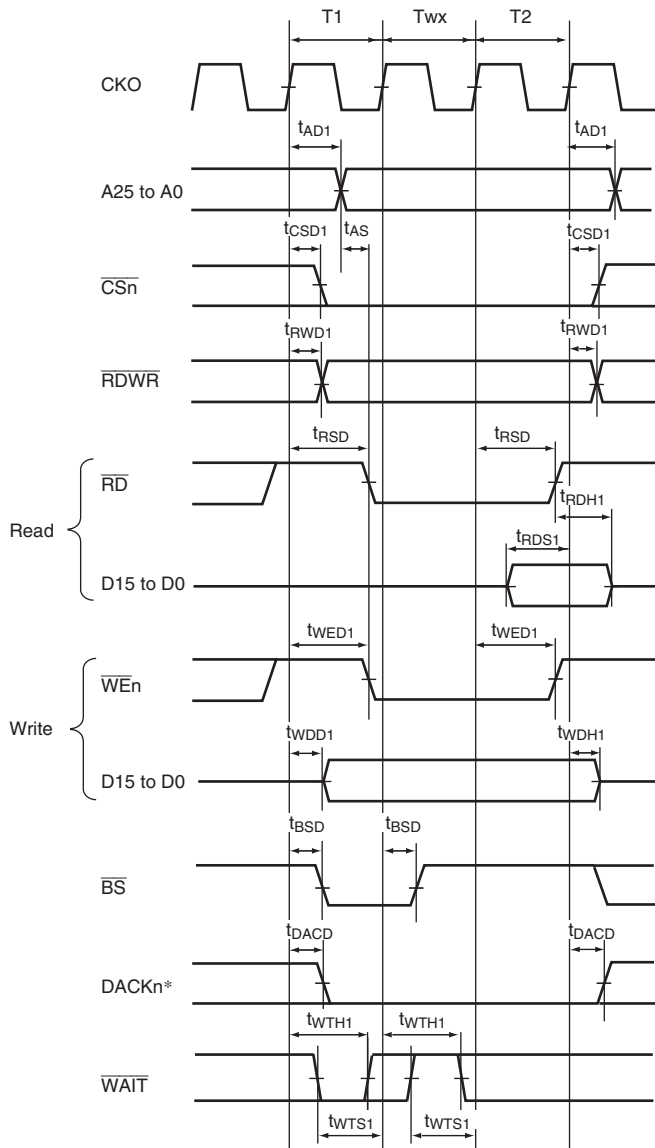 T1 Twx T2
CKO
tAD1 tAD1
A25 to A0
tCSD1 tAS tCSD1
CSn
tRWD1 tRWD1
RDWR
tRSD tRSD
RD
tRDH1
Read
tRDS1
D15 to D0
tWED1 tWED1
WEn
Write
tWDD1 tWDH1
D15 to D0
tBSD tBSD
BS
tDACD tDACD
DACKn*
tWTH1 tWTH1
WAIT
tWTS1 tWTS1